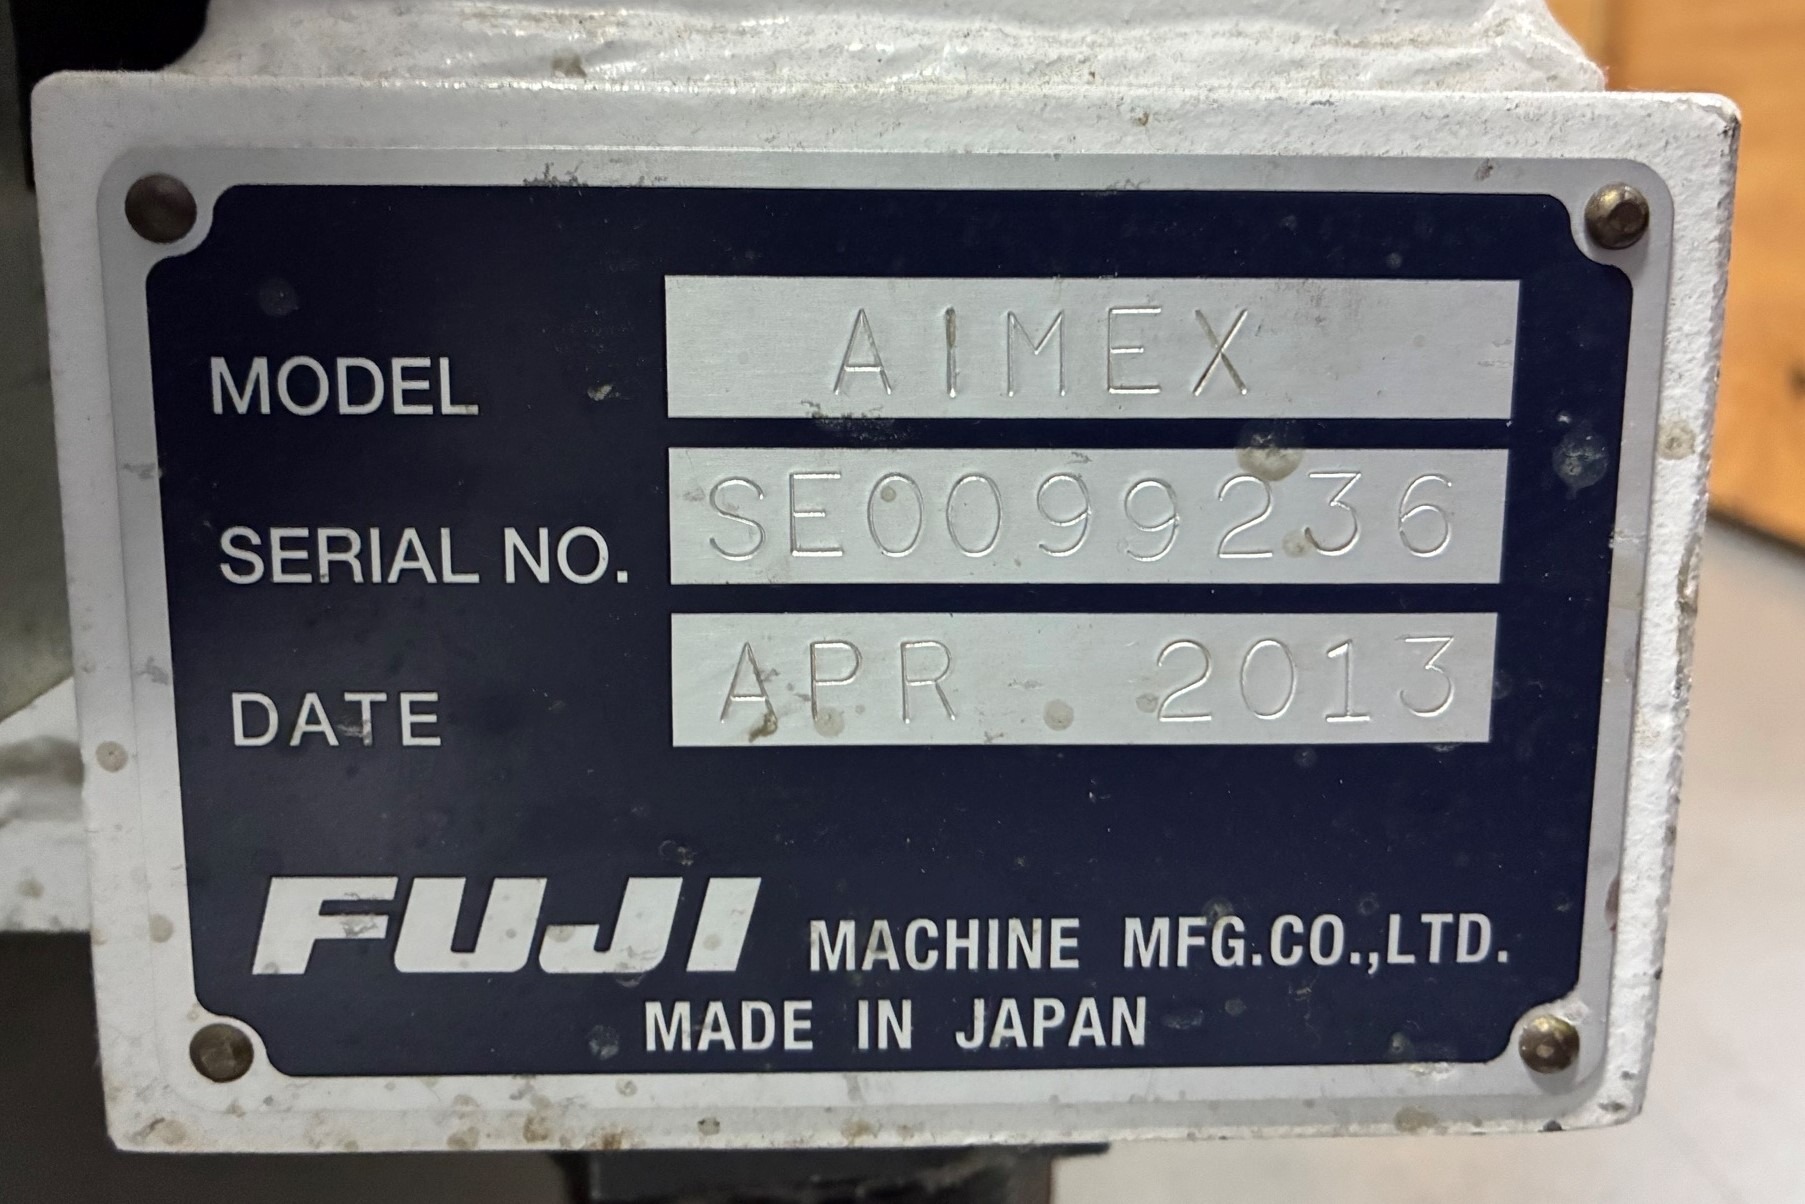 MODEL AIMEX
SERIAL NO. SE0099236
DATE APR. 2013
FUJI MACHINE MFG.CO.,LTD.
MADE IN JAPAN